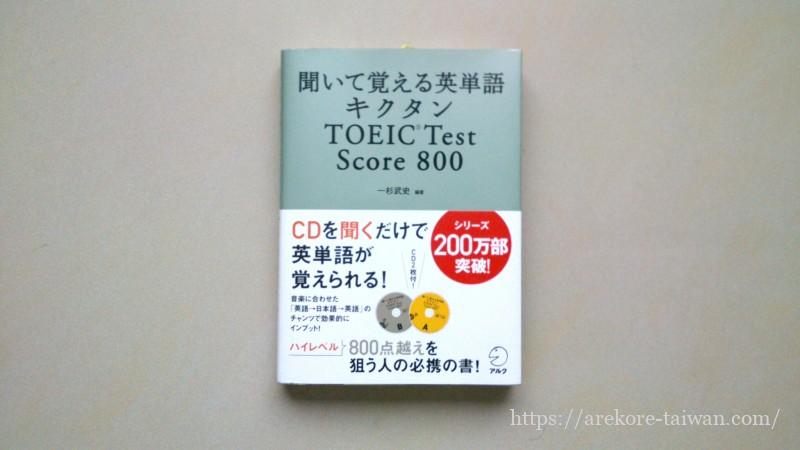 聞いて覚える英単語
キクタン
TOEIC® Test
Score 800
一杉武史 編著
CDを聞くだけで
英単語が
覚えられる!
シリーズ
200万部
突破!
CD2枚付!
音楽に合わせた
「英語→日本語→英語」の
チャンツで効果的に
インプット!
B
A
ハイレベル
800点越えを
狙う人の必携の書!
アルク
https://arekore-taiwan.com/